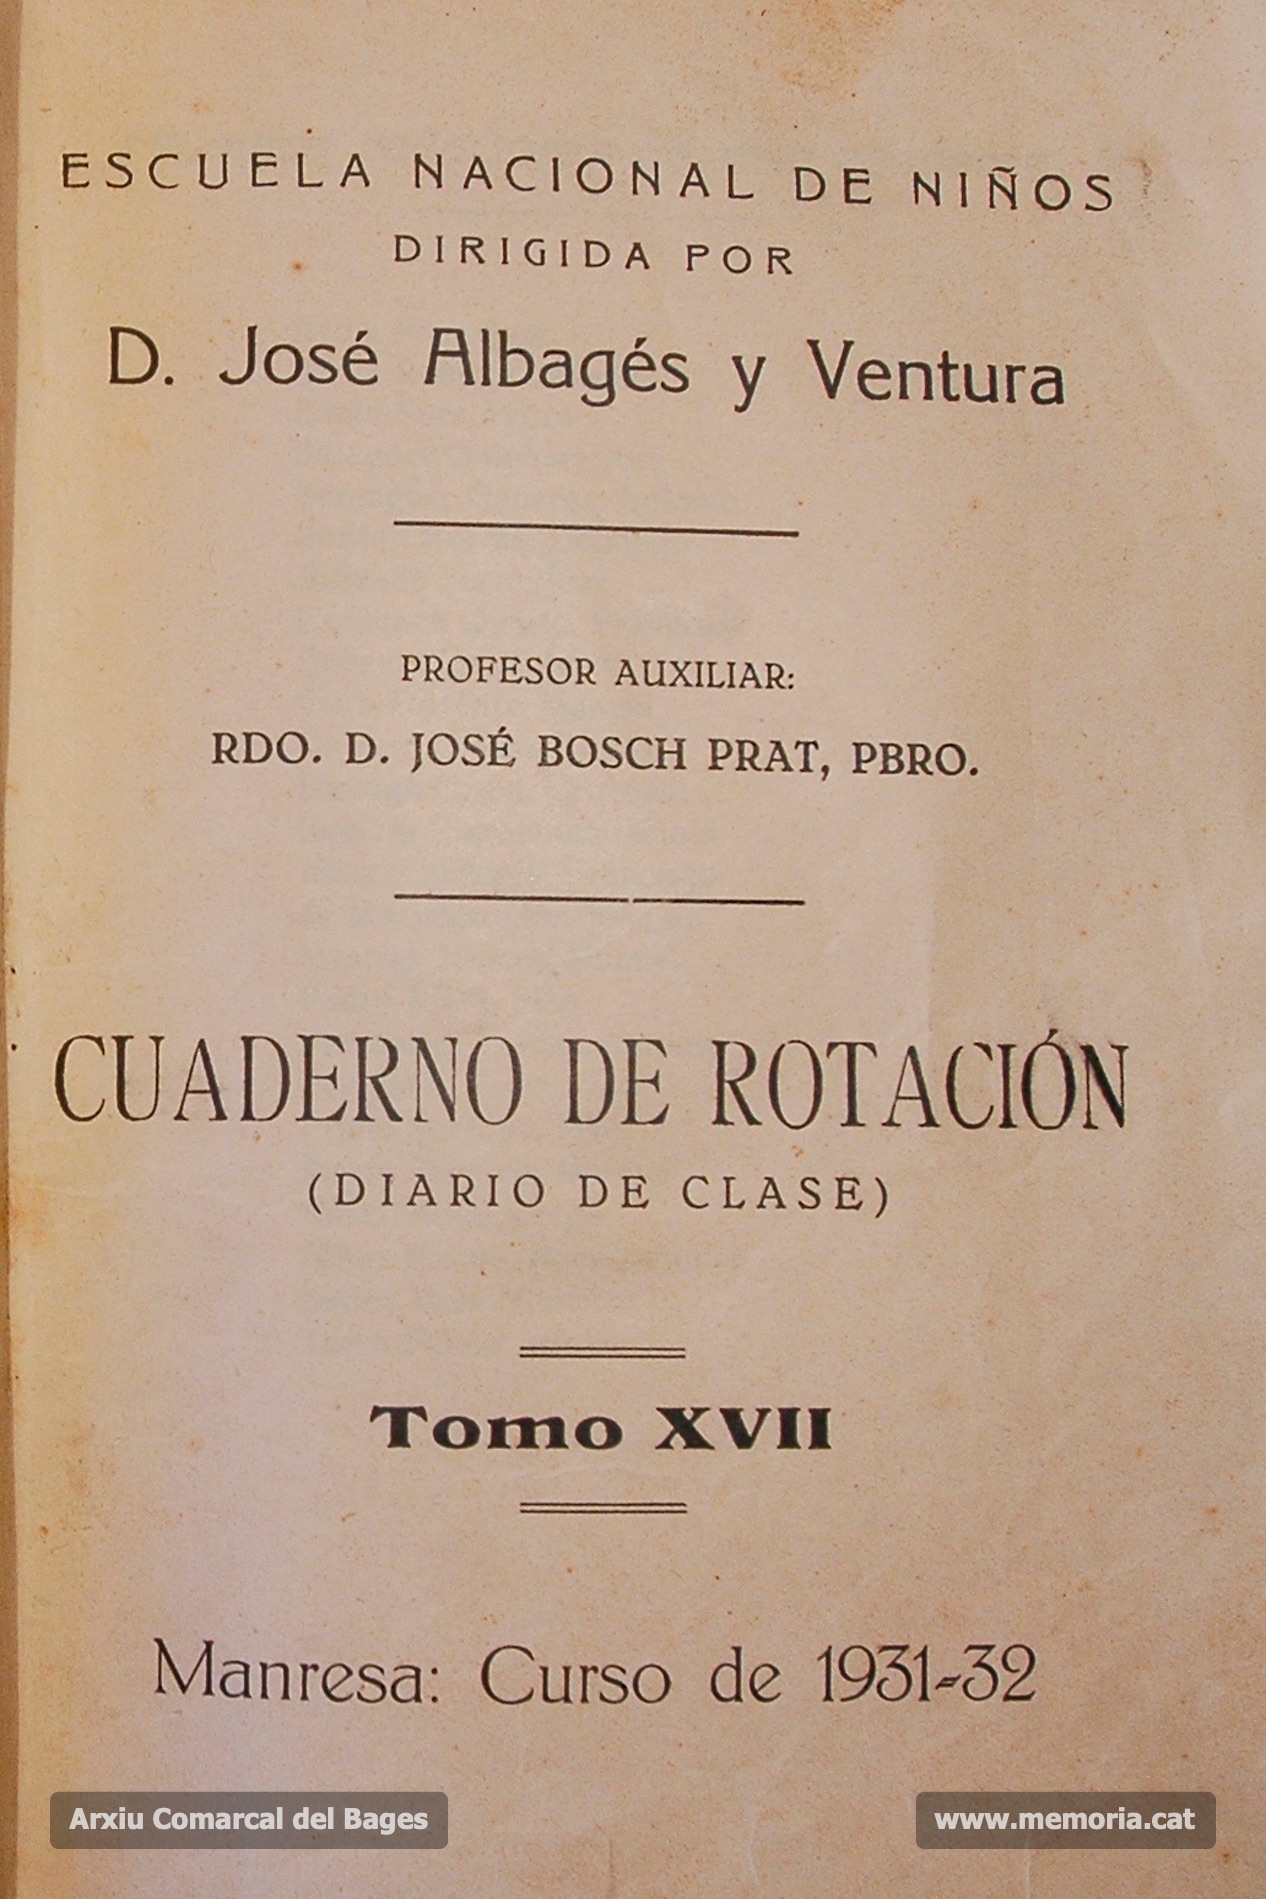 ESCUELA NACIONAL DE NIÑOS
DIRIGIDA POR
D. José Albagés y Ventura
PROFESOR AUXILIAR:
RDO. D. JOSÉ BOSCH PRAT, PBRO.
CUADERNO DE ROTACIÓN
(DIARIO DE CLASE)
Tomo XVII
Manresa: Curso de 1931-32
Arxiu Comarcal del Bages
www.memoria.cat